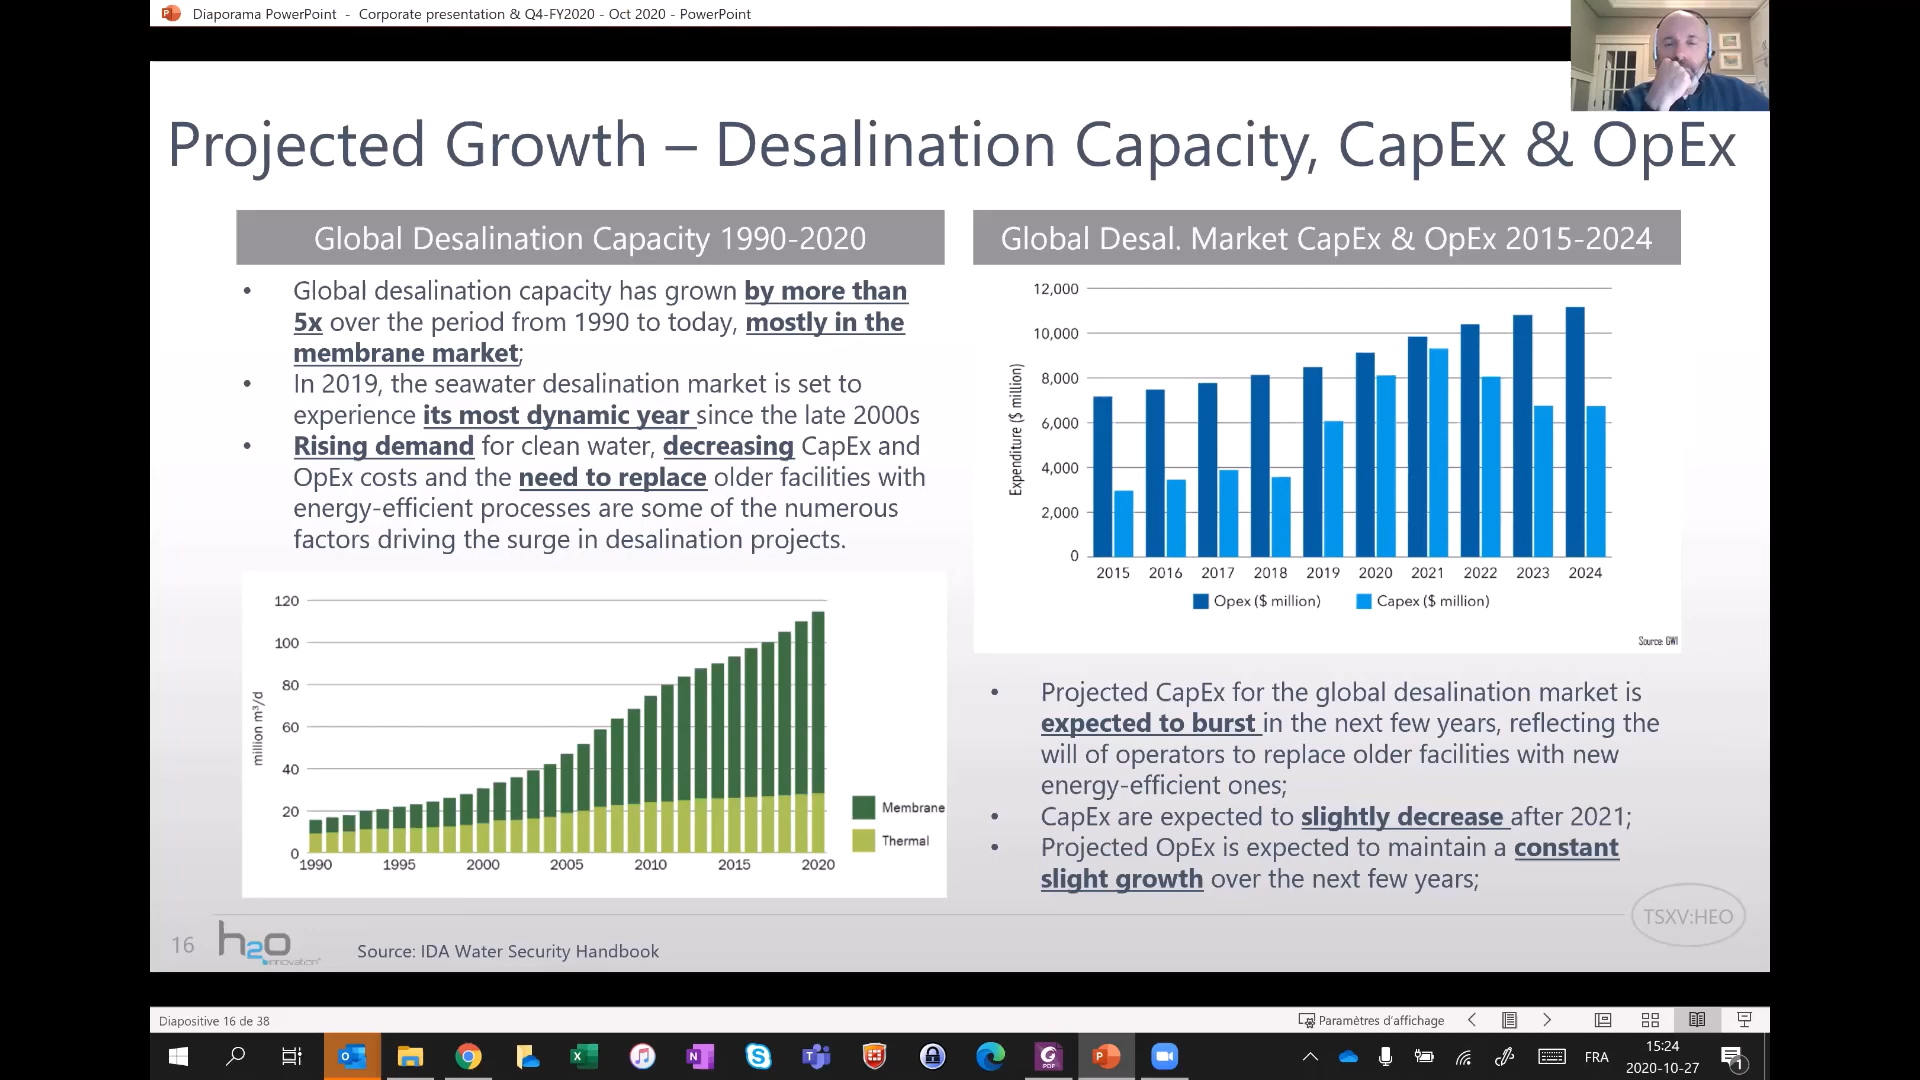 Diaporama PowerPoint - Corporate presentation & Q4-FY2020 - Oct 2020 - PowerPoint
Projected Growth – Desalination Capacity, CapEx & OpEx
Global Desalination Capacity 1990-2020
• Global desalination capacity has grown by more than
5x over the period from 1990 to today, mostly in the
membrane market;
• In 2019, the seawater desalination market is set to
experience its most dynamic year since the late 2000s
• Rising demand for clean water, decreasing CapEx and
OpEx costs and the need to replace older facilities with
energy-efficient processes are some of the numerous
factors driving the surge in desalination projects.
120
100
80
60
40
20
0
million m³/d
1990 1995 2000 2005 2010 2015 2020
Membrane
Thermal
Global Desal. Market CapEx & OpEx 2015-2024
12,000
10,000
8,000
6,000
4,000
2,000
0
Expenditure ($ million)
2015 2016 2017 2018 2019 2020 2021 2022 2023 2024
Opex ($ million) Capex ($ million)
Source: GWI
• Projected CapEx for the global desalination market is
expected to burst in the next few years, reflecting the
will of operators to replace older facilities with new
energy-efficient ones;
• CapEx are expected to slightly decrease after 2021;
• Projected OpEx is expected to maintain a constant
slight growth over the next few years;
TSXV:HEO
16
h2o
innovation
Source: IDA Water Security Handbook
Diapositive 16 de 38
Paramètres d'affichage
FRA
15:24
2020-10-27
1